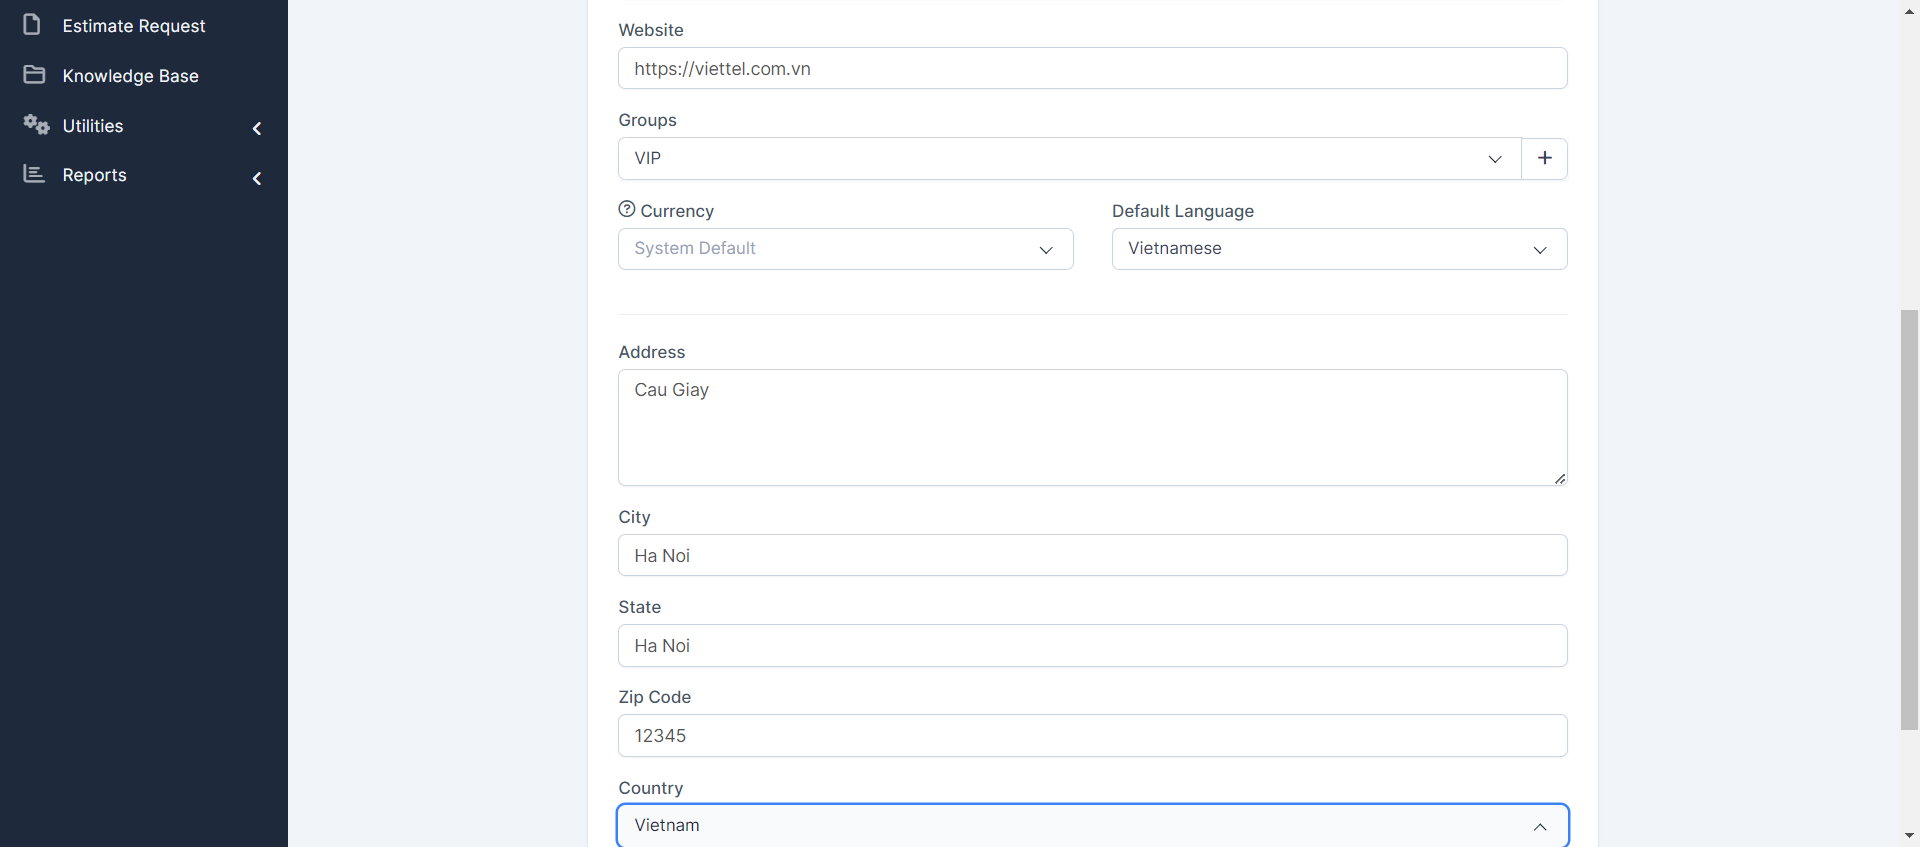 Estimate Request
Knowledge Base
Utilities
Reports
Website
https://viettel.com.vn
Groups
VIP
Currency
System Default
Default Language
Vietnamese
Address
Cau Giay
City
Ha Noi
State
Ha Noi
Zip Code
12345
Country
Vietnam